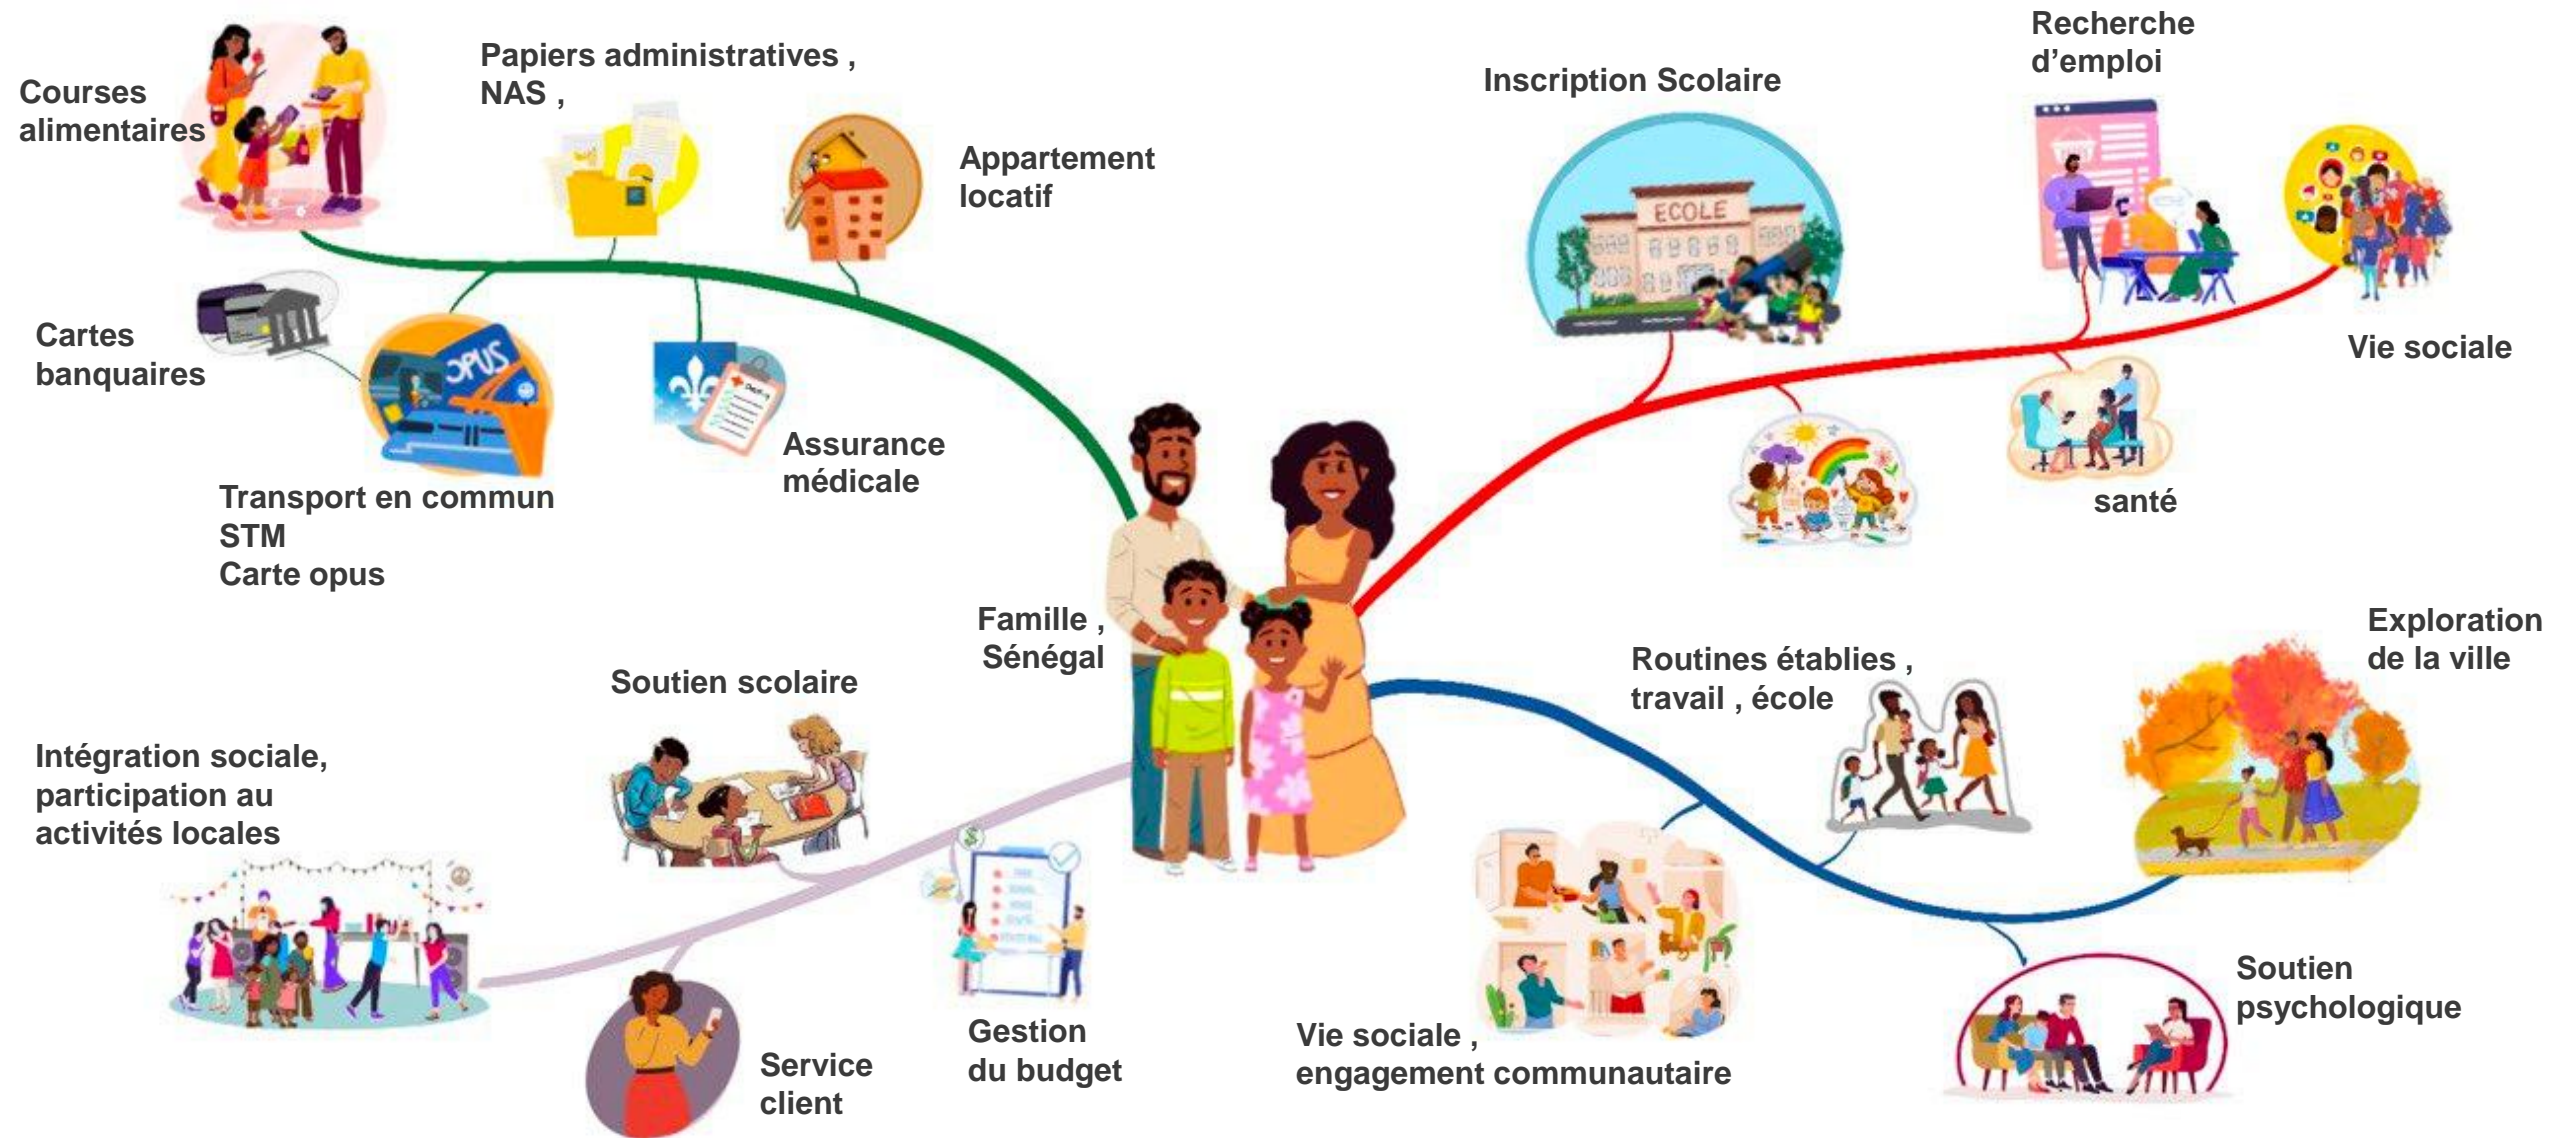 Courses
alimentaires
Papiers administratives ,
NAS ,
Appartement
locatif
Cartes
banquaires
OPUS
Transport en commun
STM
Carte opus
Assurance
médicale
Inscription Scolaire
ECOLE
Recherche
d'emploi
Vie sociale
santé
Famille ,
Sénégal
Soutien scolaire
Intégration sociale,
participation au
activités locales
$
Service
client
Gestion
du budget
Routines établies ,
travail , école
Exploration
de la ville
Vie sociale ,
engagement communautaire
Soutien
psychologique